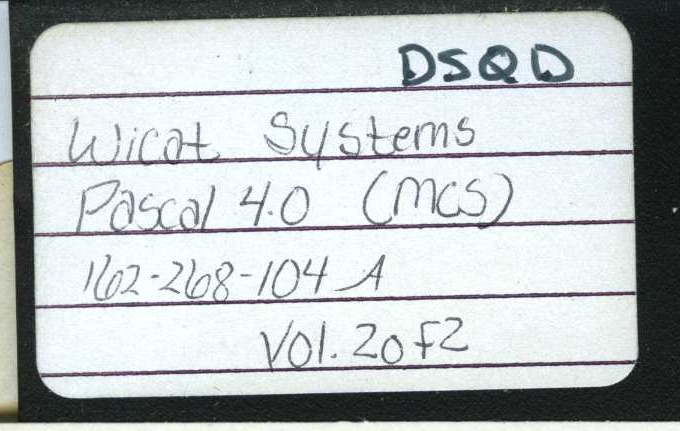 DSQD
Wicat Systems
Pascal 4.0 (MCS)
162-268-104 A
Vol. 2 of 2